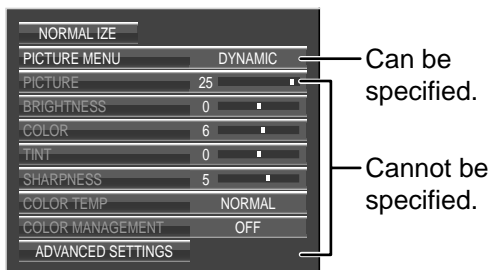 NORMAL IZE
PICTURE MENU DYNAMIC
PICTURE 25
BRIGHTNESS 0
COLOR 6
TINT 0
SHARPNESS 5
COLOR TEMP NORMAL
COLOR MANAGEMENT OFF
ADVANCED SETTINGS
Can be
specified.
Cannot be
specified.